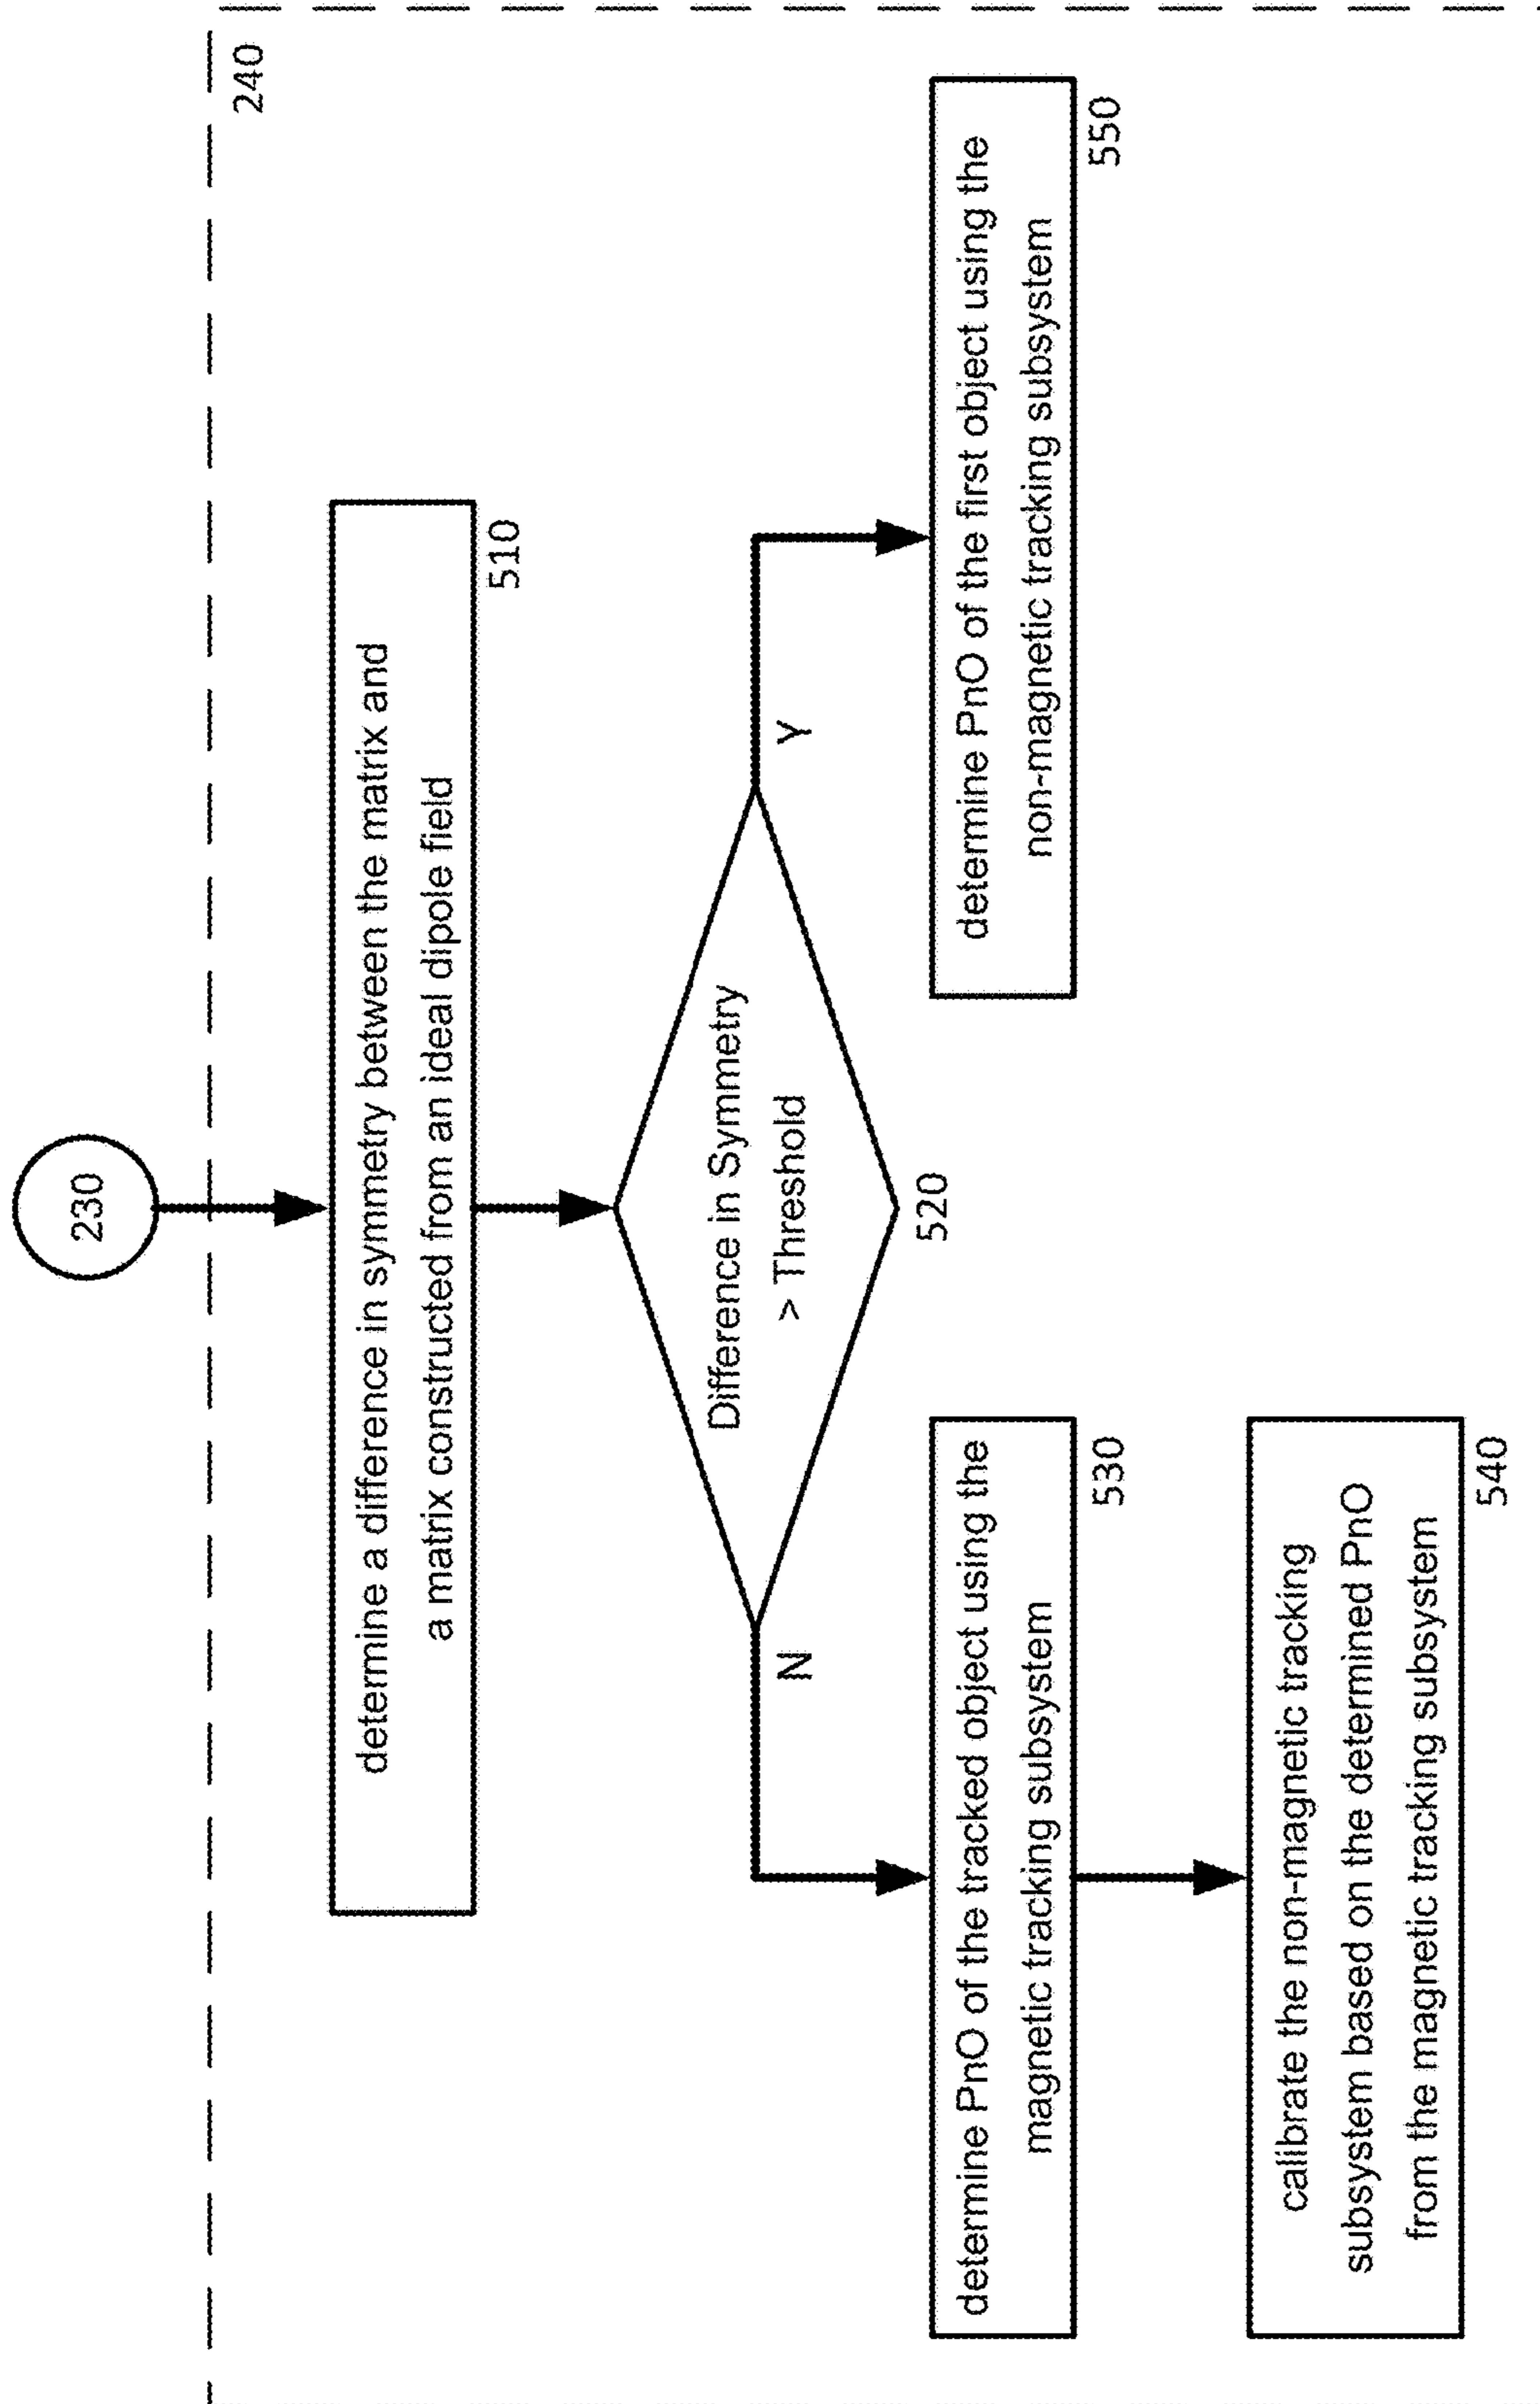 230
240
determine a difference in symmetry between the matrix and
a matrix constructed from an ideal dipole field
510
Difference in Symmetry
> Threshold
520
N
Y
determine PnO of the tracked object using the
magnetic tracking subsystem
530
determine PnO of the first object using the
non-magnetic tracking subsystem
550
calibrate the non-magnetic tracking
subsystem based on the determined PnO
from the magnetic tracking subsystem
540